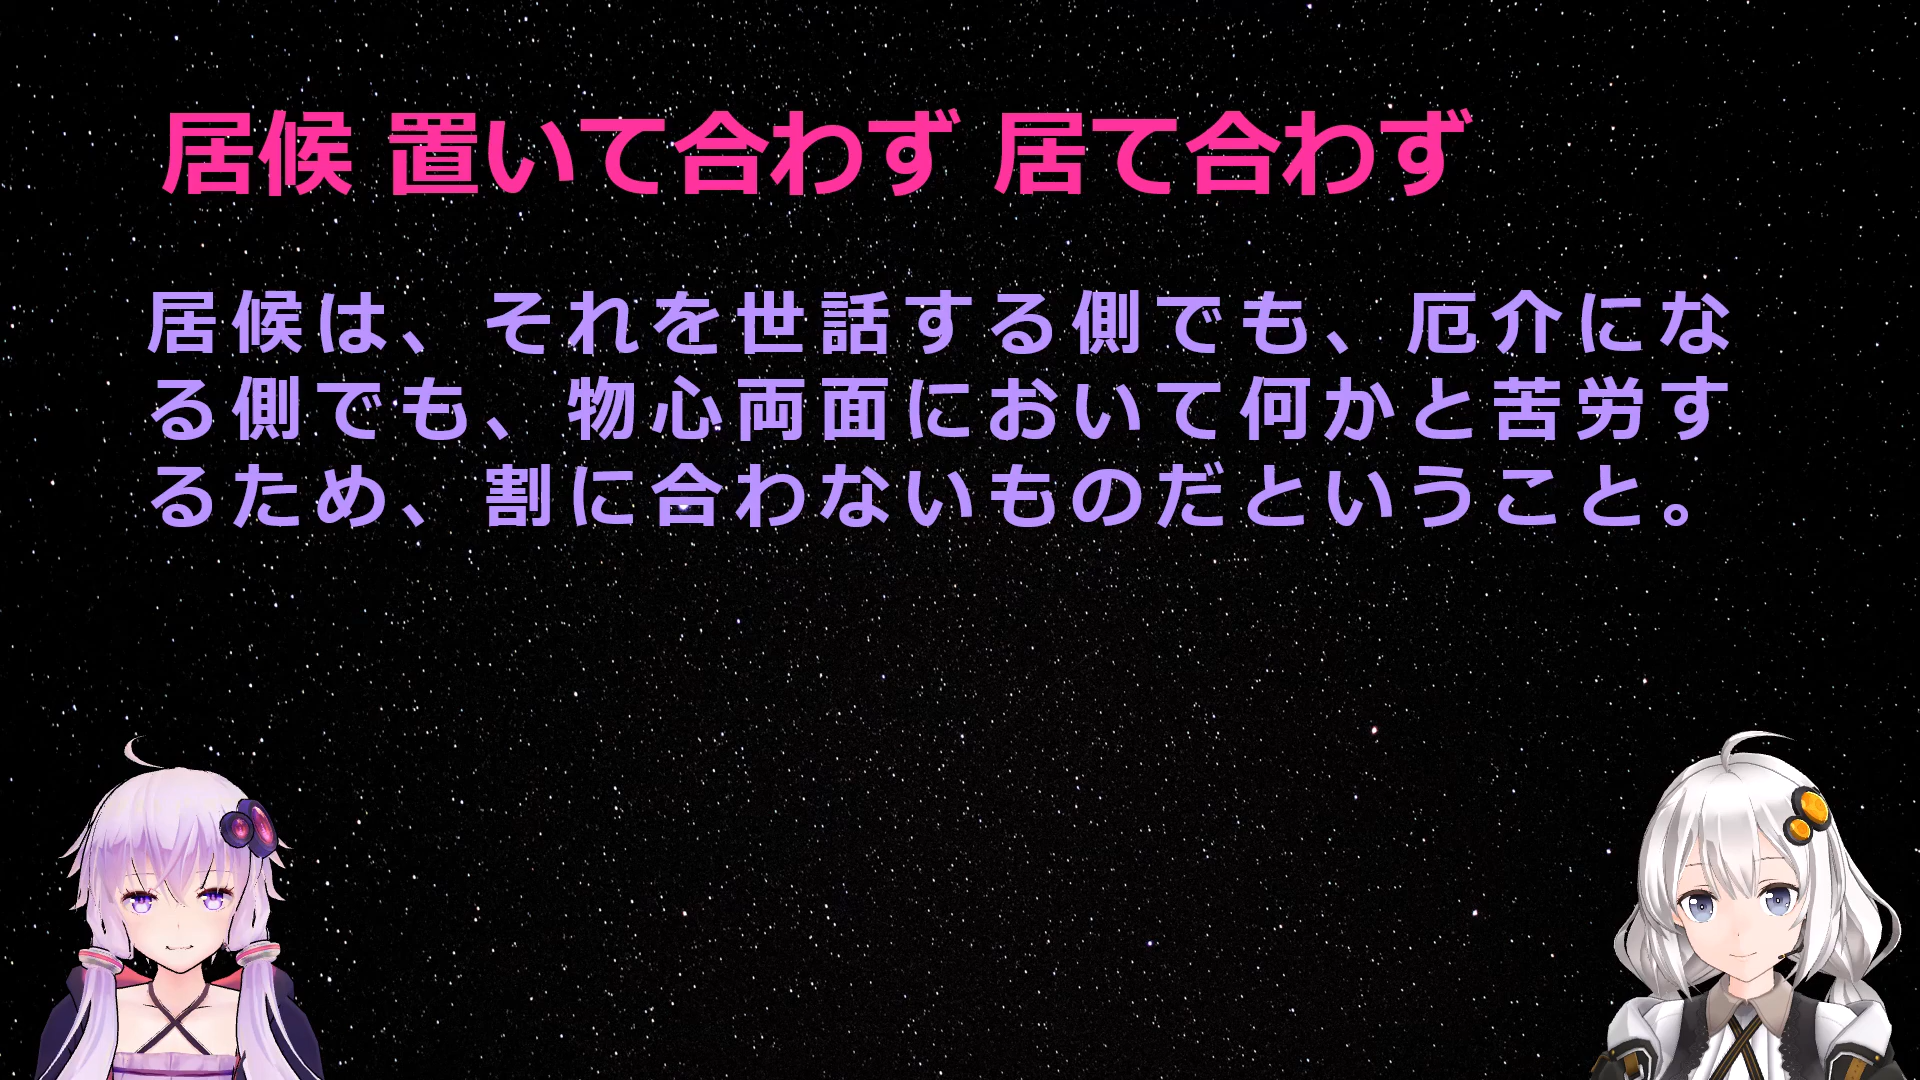 居候 置いて合わず 居て合わず
居候は、それを世話する側でも、厄介にな
る側でも、物心両面において何かと苦労す
るため、割に合わないものだということ。